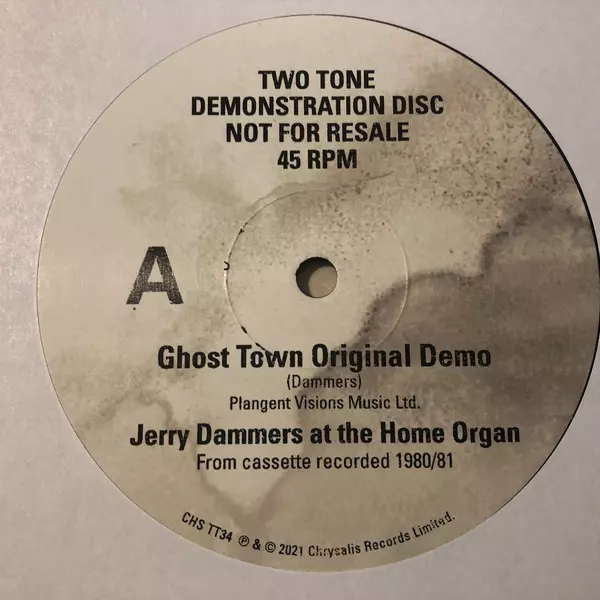 TWO TONE
DEMONSTRATION DISC
NOT FOR RESALE
45 RPM
A
Ghost Town Original Demo
(Dammers)
Plangent Visions Music Ltd.
Jerry Dammers at the Home Organ
From cassette recorded 1980/81
CHS TT34 ℗ & © 2021 Chrysalis Records Limited.